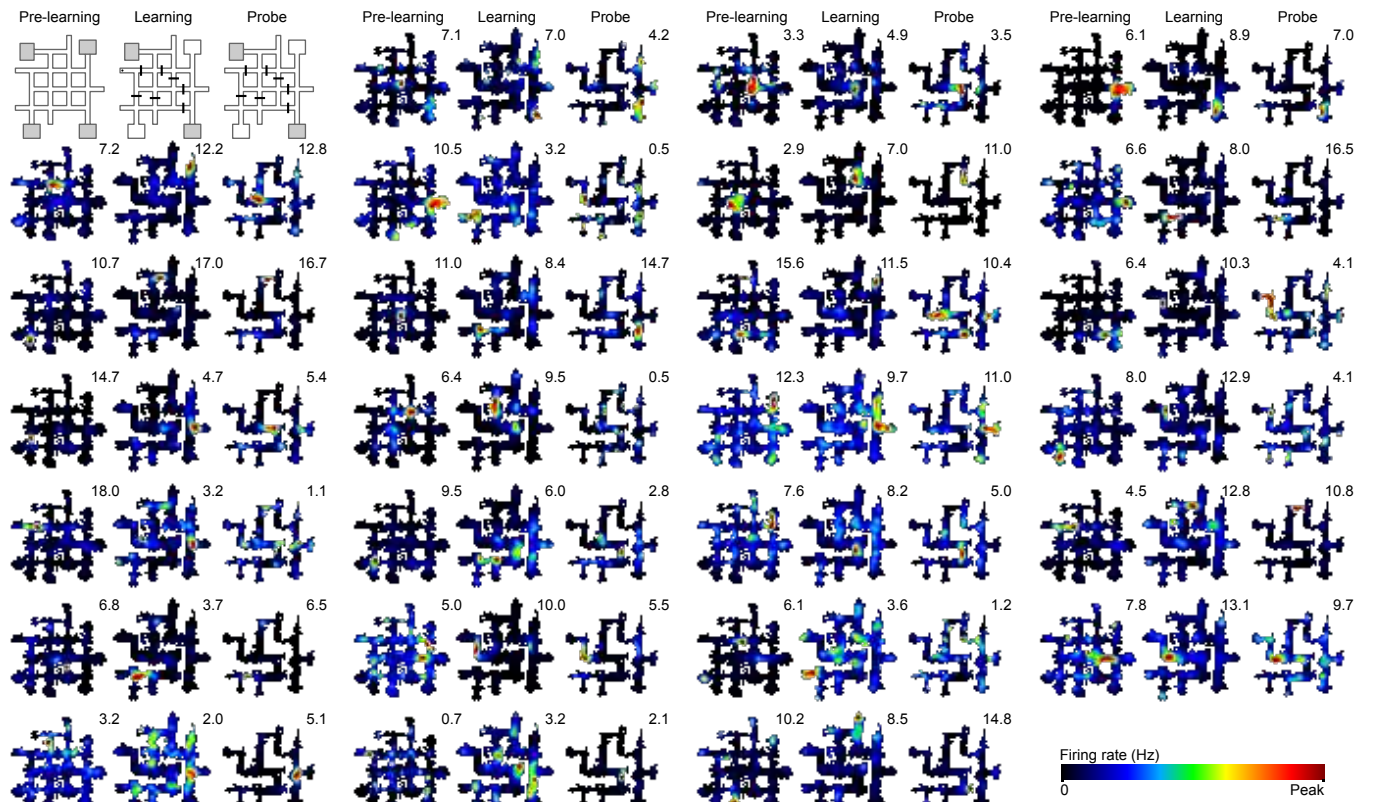 Pre-learning Learning Probe Pre-learning Learning Probe Pre-learning Learning Probe Pre-learning Learning Probe
7.1 7.0 4.2 3.3 4.9 3.5 6.1 8.9 7.0
7.2 12.2 12.8 10.5 3.2 0.5 2.9 7.0 11.0 6.6 8.0 16.5
10.7 17.0 16.7 11.0 8.4 14.7 15.6 11.5 10.4 6.4 10.3 4.1
14.7 4.7 5.4 6.4 9.5 0.5 12.3 9.7 11.0 8.0 12.9 4.1
18.0 3.2 1.1 9.5 6.0 2.8 7.6 8.2 5.0 4.5 12.8 10.8
6.8 3.7 6.5 5.0 10.0 5.5 6.1 3.6 1.2 7.8 13.1 9.7
3.2 2.0 5.1 0.7 3.2 2.1 10.2 8.5 14.8
Firing rate (Hz)
0 Peak